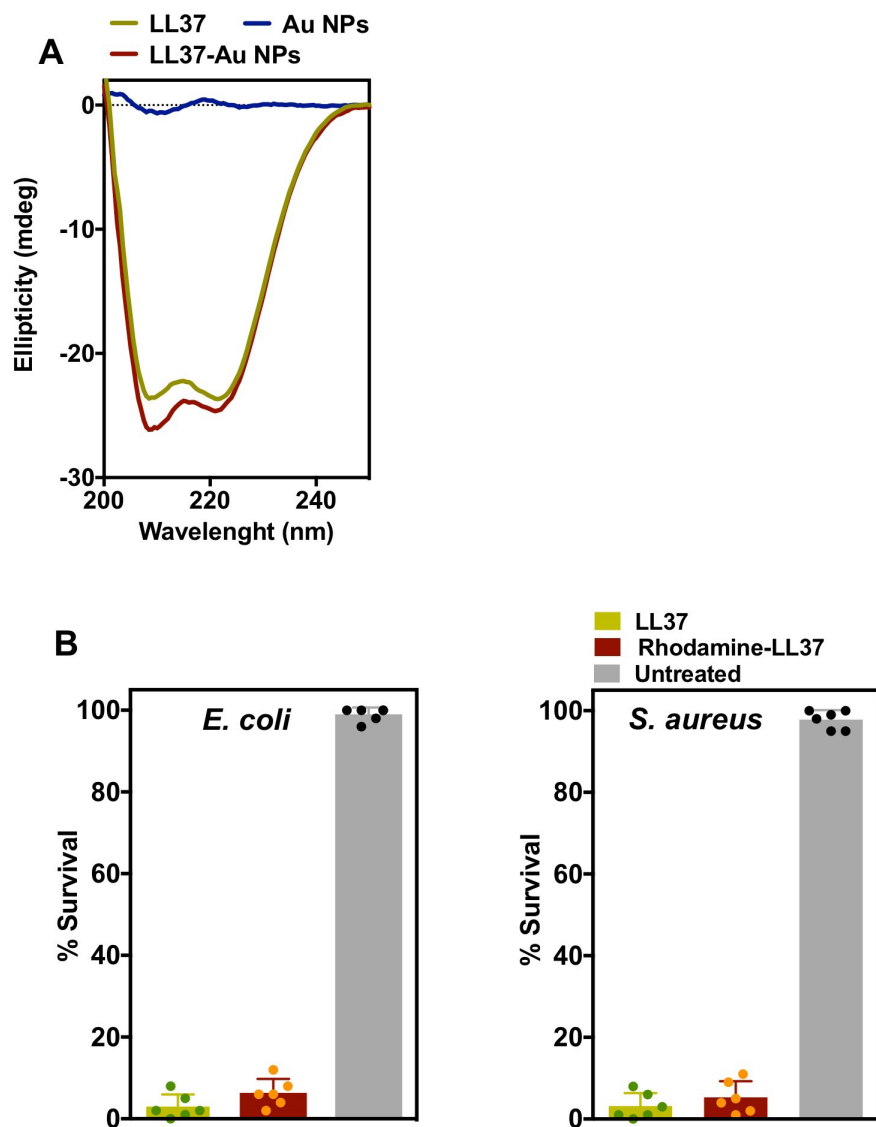 LL37 Au NPs
LL37-Au NPs
A
0
-10
-20
-30
Ellipticity (mdeg)
200 220 240
Wavelenght (nm)
B
LL37
Rhodamine-LL37
Untreated
E. coli
100
80
60
40
20
0
% Survival
S. aureus
100
80
60
40
20
0
% Survival